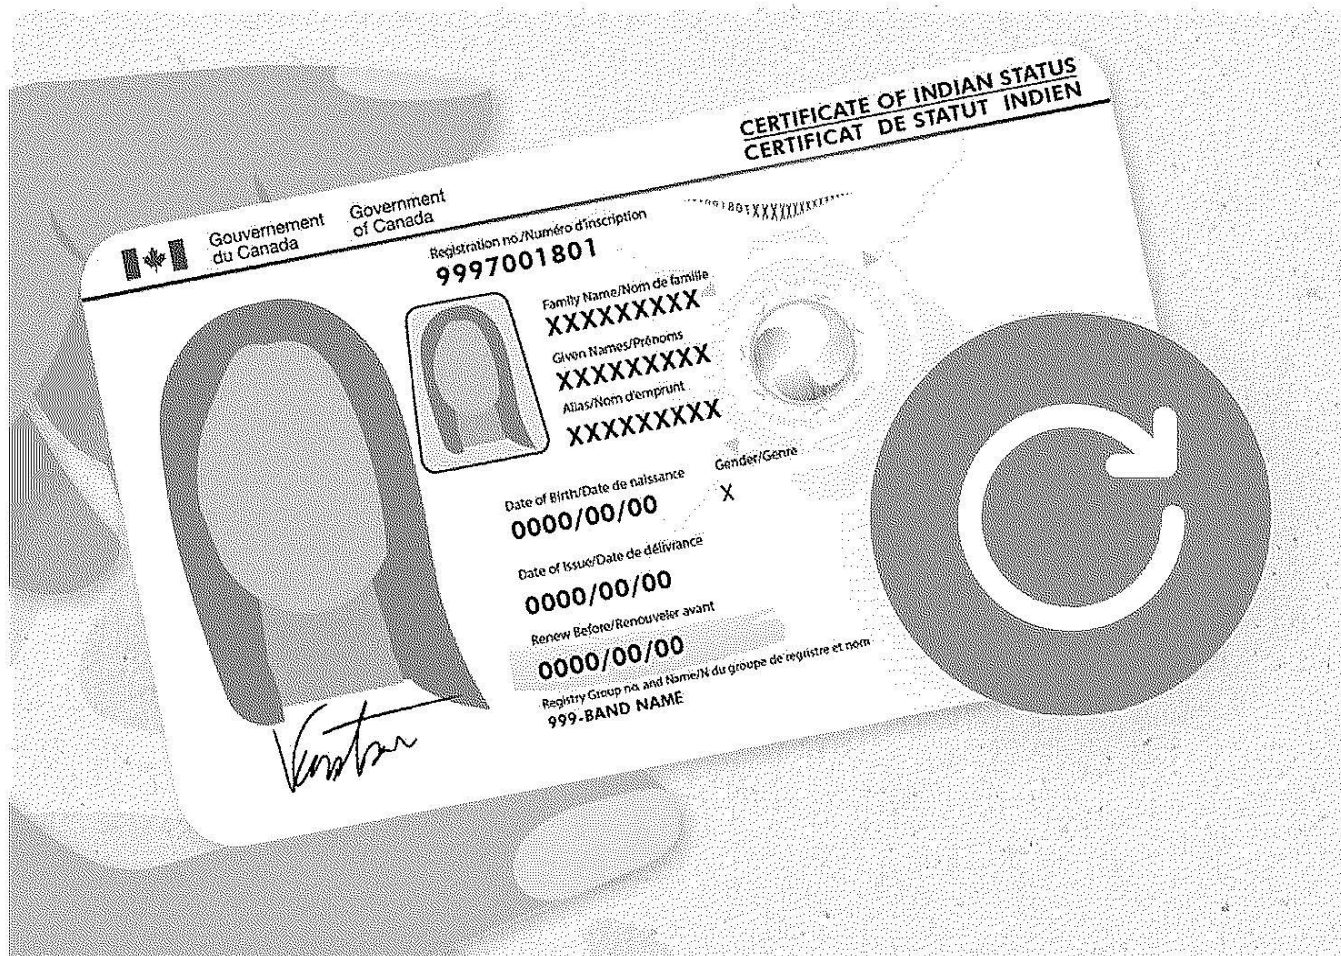 CERTIFICATE OF INDIAN STATUS
CERTIFICAT DE STATUT INDIEN
Gouvernement du Canada
Government of Canada
Registration no./Numéro d'inscription
9997001801
Family Name/Nom de famille
XXXXXXXXX
Given Names/Prénoms
XXXXXXXXX
Alias/Nom d'emprunt
XXXXXXXXX
Date of Birth/Date de naissance
0000/00/00
Gender/Genre
X
Date of Issue/Date de délivrance
0000/00/00
Renew Before/Renouveler avant
0000/00/00
Registry Group no. and Name/N du groupe de registre et nom
999-BAND NAME